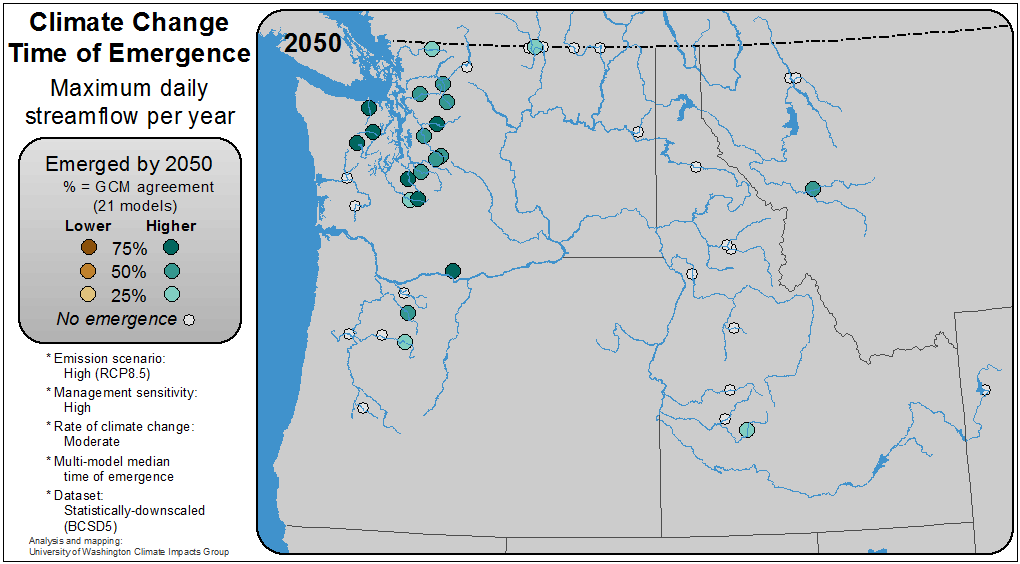 Climate Change
Time of Emergence
Maximum daily
streamflow per year
Emerged by 2050
% = GCM agreement
(21 models)
Lower Higher
75%
50%
25%
No emergence
* Emission scenario:
High (RCP8.5)
* Management sensitivity:
High
* Rate of climate change:
Moderate
* Multi-model median
time of emergence
* Dataset:
Statistically-downscaled
(BCSD5)
Analysis and mapping:
University of Washington Climate Impacts Group
2050